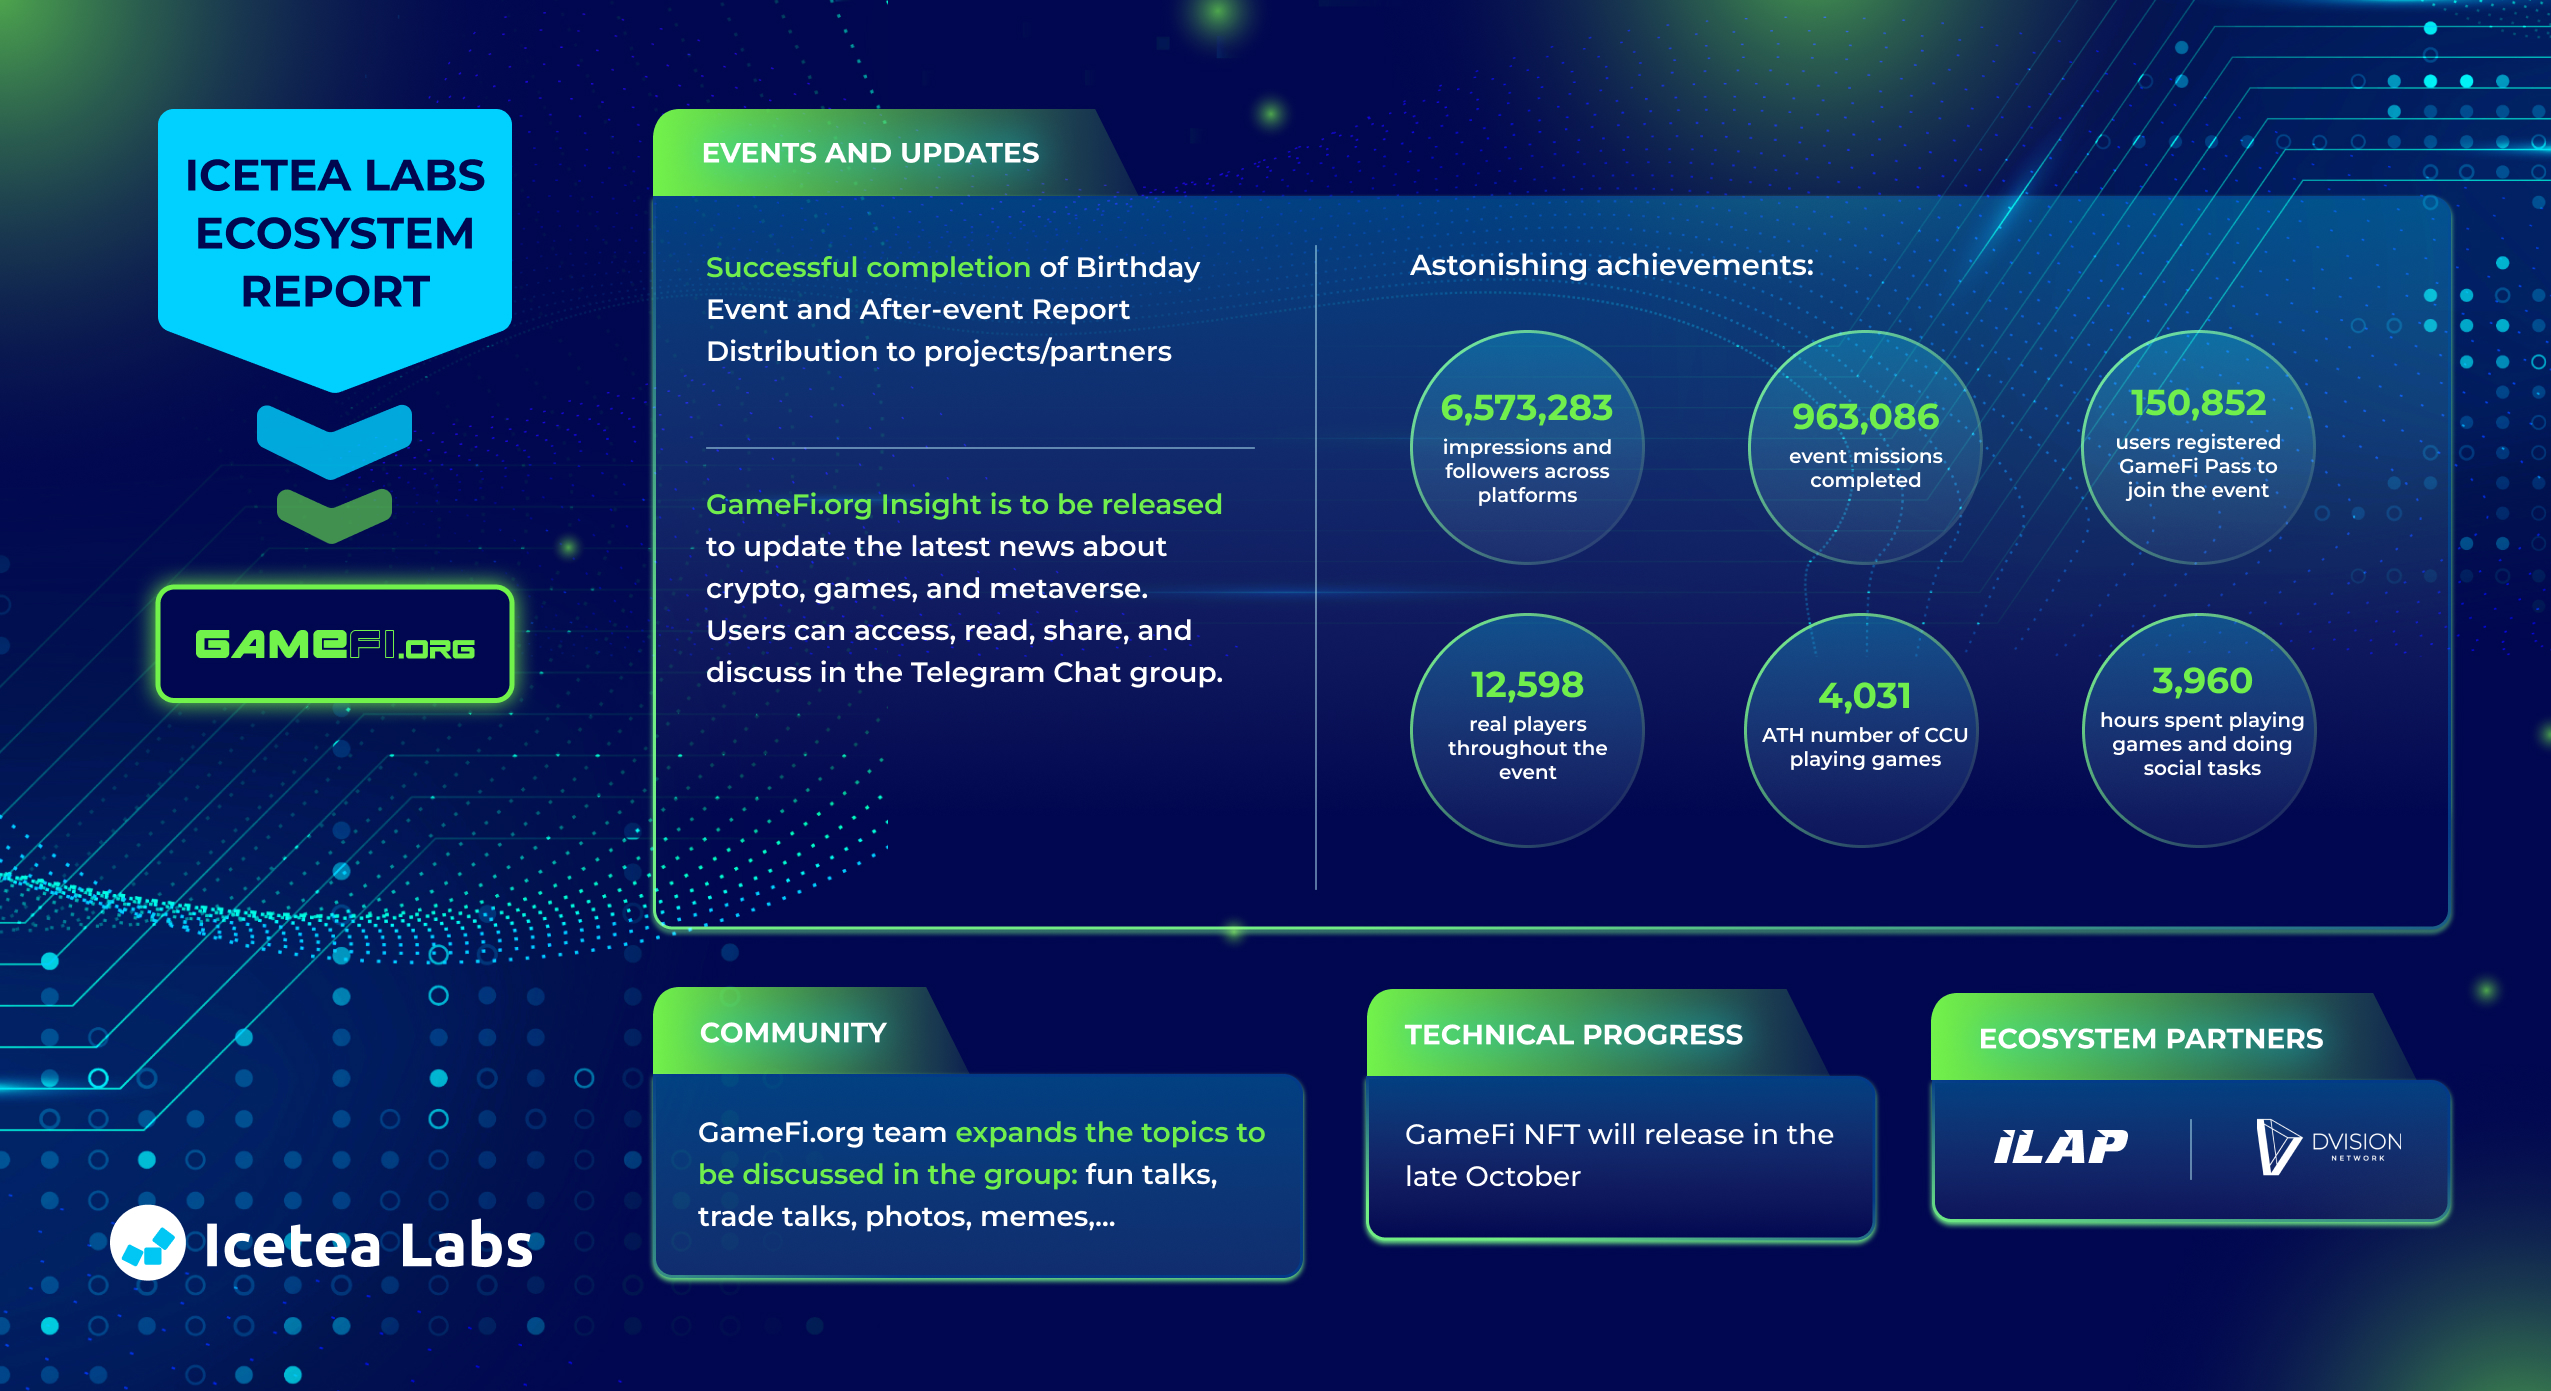 ICETEA LABS
ECOSYSTEM
REPORT
GAMEFI.ORG
EVENTS AND UPDATES
Successful completion of Birthday
Event and After-event Report
Distribution to projects/partners
GameFi.org Insight is to be released
to update the latest news about
crypto, games, and metaverse.
Users can access, read, share, and
discuss in the Telegram Chat group.
Astonishing achievements:
6,573,283
impressions and
followers across
platforms
963,086
event missions
completed
150,852
users registered
GameFi Pass to
join the event
12,598
real players
throughout the
event
4,031
ATH number of CCU
playing games
3,960
hours spent playing
games and doing
social tasks
COMMUNITY
GameFi.org team expands the topics to
be discussed in the group: fun talks,
trade talks, photos, memes,...
TECHNICAL PROGRESS
GameFi NFT will release in the
late October
ECOSYSTEM PARTNERS
ILAP
DVISION
NETWORK
Icetea Labs